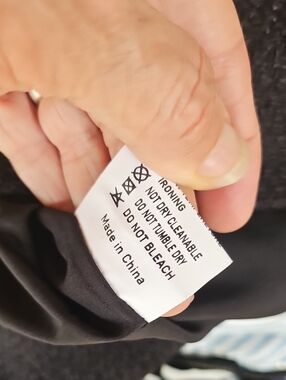 IRONING
NOT DRY CLEANABLE
DO NOT TUMBLE DRY
DO NOT BLEACH
Made in China